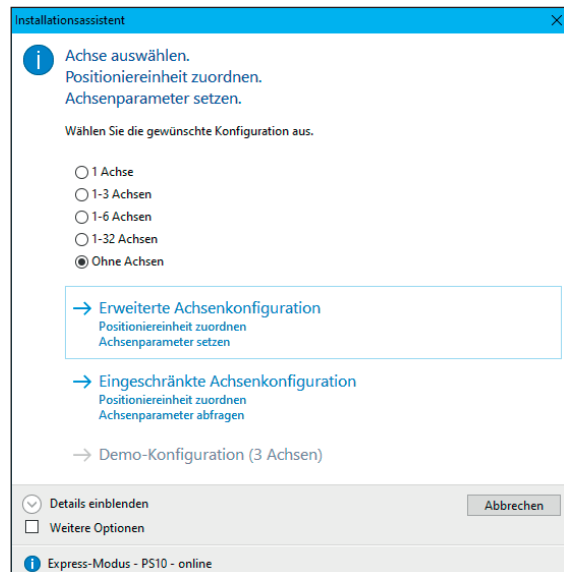 Installationsassistent
Achse auswählen.
Positioniereinheit zuordnen.
Achsenparameter setzen.
Wählen Sie die gewünschte Konfiguration aus.
1 Achse
1-3 Achsen
1-6 Achsen
1-32 Achsen
Ohne Achsen
Erweiterte Achsenkonfiguration
Positioniereinheit zuordnen
Achsenparameter setzen
Eingeschränkte Achsenkonfiguration
Positioniereinheit zuordnen
Achsenparameter abfragen
Demo-Konfiguration (3 Achsen)
Details einblenden
Abbrechen
Weitere Optionen
Express-Modus - PS10 - online